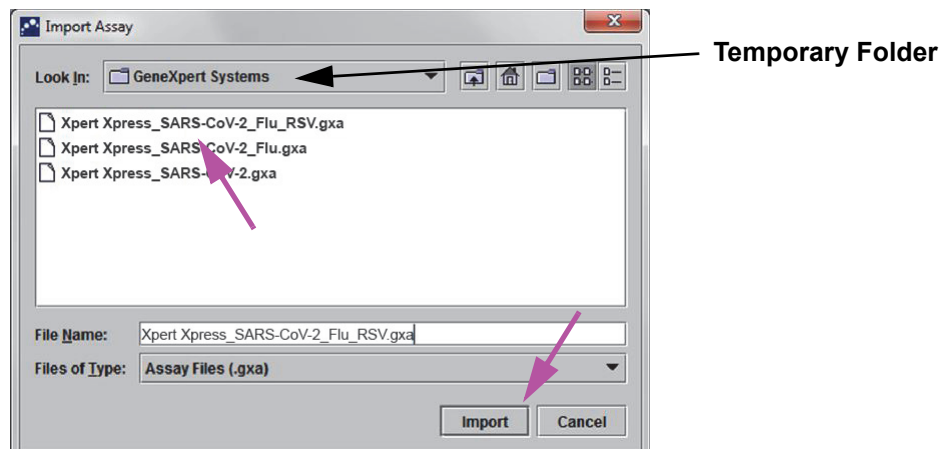 Import Assay
Temporary Folder
Look In: GeneXpert Systems
Xpert Xpress_SARS-CoV-2_Flu_RSV.gxa
Xpert Xpress_SARS-CoV-2_Flu.gxa
Xpert Xpress_SARS-CoV-2.gxa
File Name: Xpert Xpress_SARS-CoV-2_Flu_RSV.gxa
Files of Type: Assay Files (.gxa)
Import Cancel